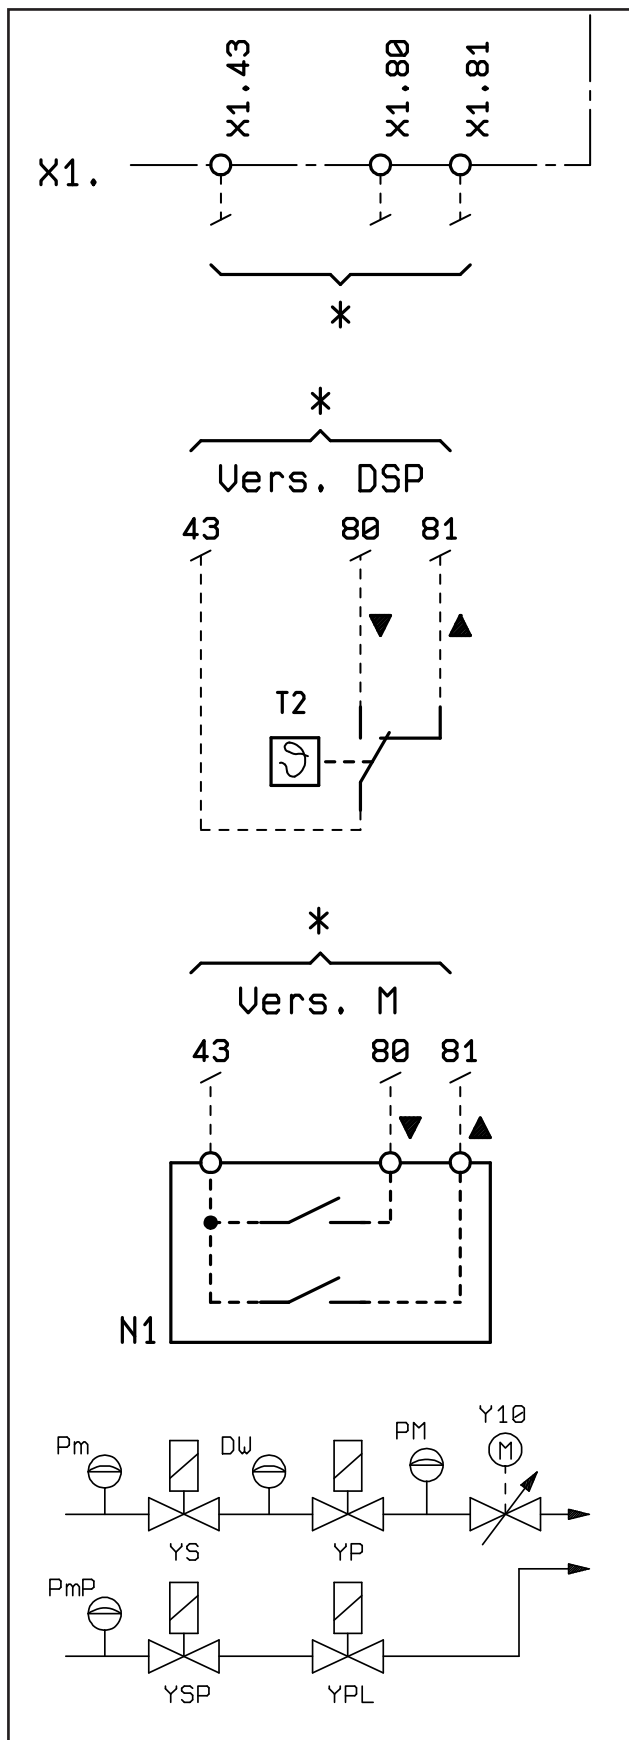 X1.43 X1.80 X1.81
X1.
*
*
Vers. DSP
43 80 81
T2
*
Vers. M
43 80 81
N1
Pm DW PM Y10
M
YS YP
PmP
YSP YPL